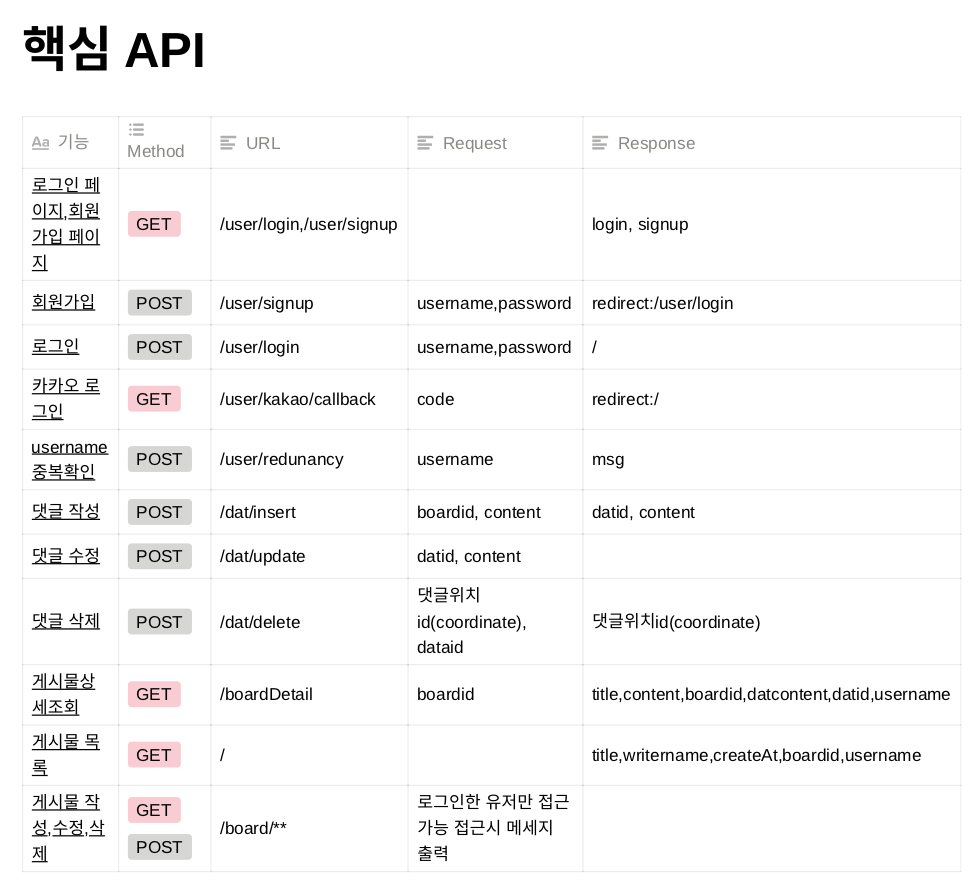 핵심 API
Aa 기능
Method
URL
Request
Response
로그인 페
이지,회원
가입 페이
지
GET
/user/login,/user/signup
login, signup
회원가입
POST
/user/signup
username,password
redirect:/user/login
로그인
POST
/user/login
username,password
/
카카오 로
그인
GET
/user/kakao/callback
code
redirect:/
username
중복확인
POST
/user/redunancy
username
msg
댓글 작성
POST
/dat/insert
boardid, content
datid, content
댓글 수정
POST
/dat/update
datid, content
댓글 삭제
POST
/dat/delete
댓글위치
id(coordinate),
dataid
댓글위치id(coordinate)
게시물상
세조회
GET
/boardDetail
boardid
title,content,boardid,datcontent,datid,username
게시물 목
록
GET
/
title,writername,createAt,boardid,username
게시물 작
성,수정,삭
제
GET
POST
/board/**
로그인한 유저만 접근
가능 접근시 메세지
출력